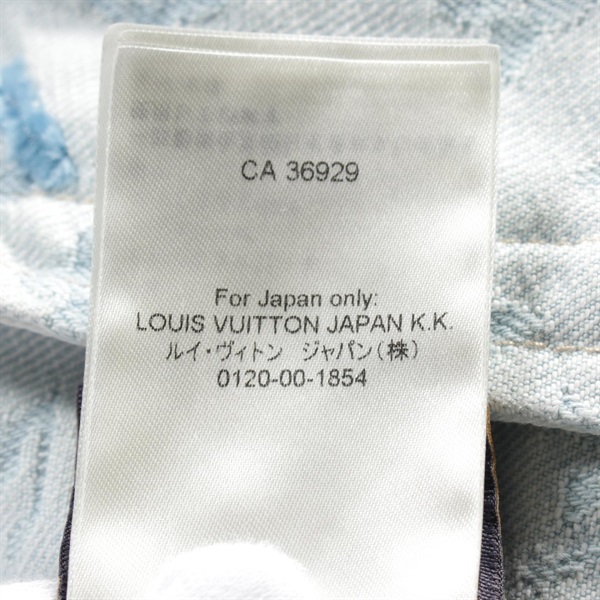 CA 36929
For Japan only:
LOUIS VUITTON JAPAN K.K.
ルイ・ヴィトン ジャパン(株)
0120-00-1854